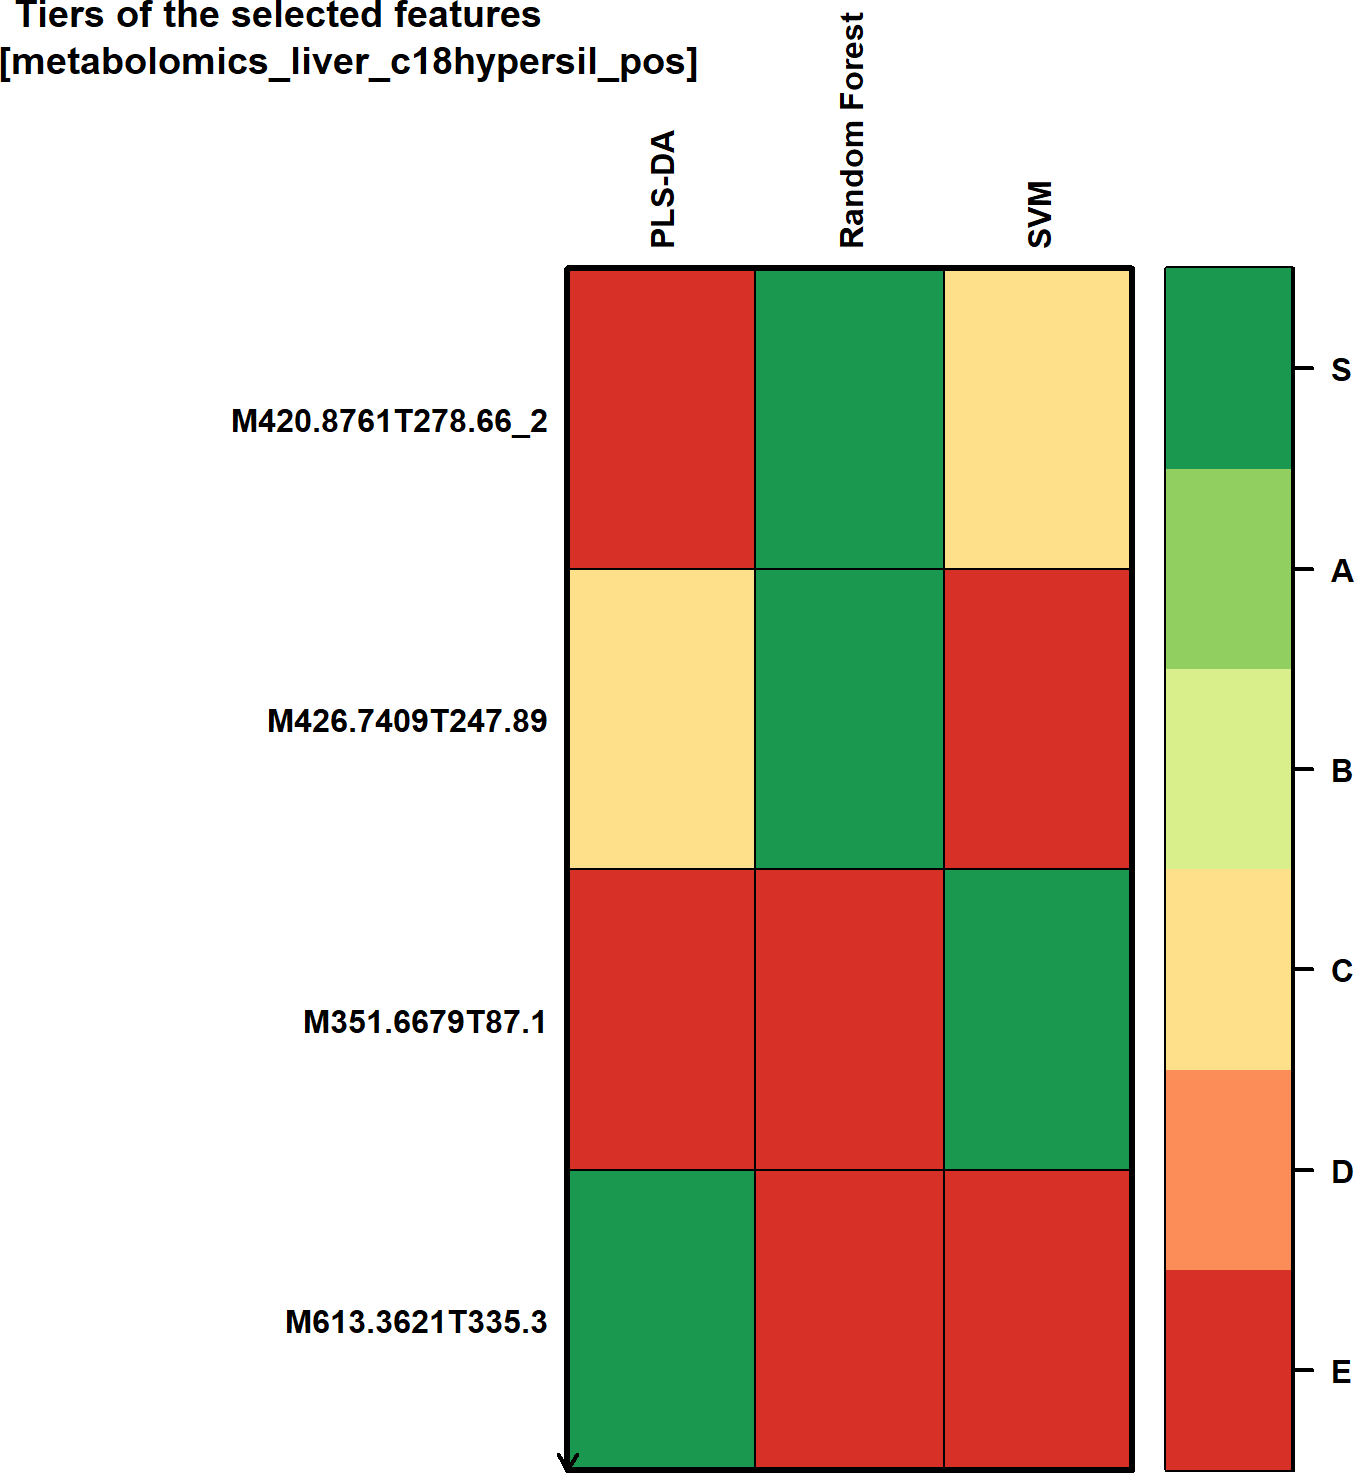 Tiers of the selected features
[metabolomics_liver_c18hypersil_pos]
PLS-DA
Random Forest
SVM
M420.8761T278.66_2
M426.7409T247.89
M351.6679T87.1
M613.3621T335.3
S
A
B
C
D
E